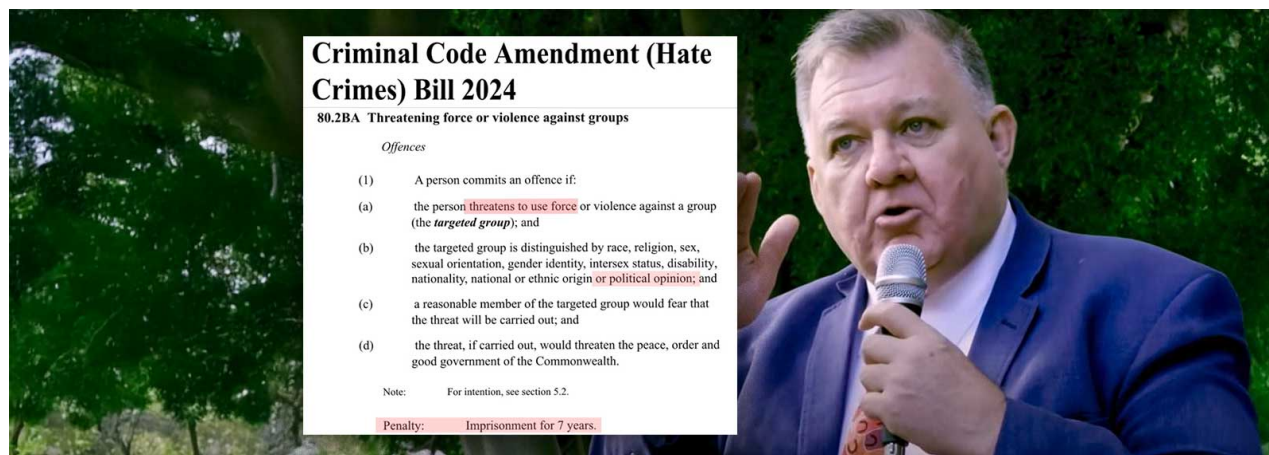 Criminal Code Amendment (Hate
Crimes) Bill 2024
80.2BA Threatening force or violence against groups
Offences
(1) A person commits an offence if:
(a) the person threatens to use force or violence against a group
(the targeted group); and
(b) the targeted group is distinguished by race, religion, sex,
sexual orientation, gender identity, intersex status, disability,
nationality, national or ethnic origin or political opinion; and
(c) a reasonable member of the targeted group would fear that
the threat will be carried out; and
(d) the threat, if carried out, would threaten the peace, order and
good government of the Commonwealth.
Note: For intention, see section 5.2.
Penalty: Imprisonment for 7 years.